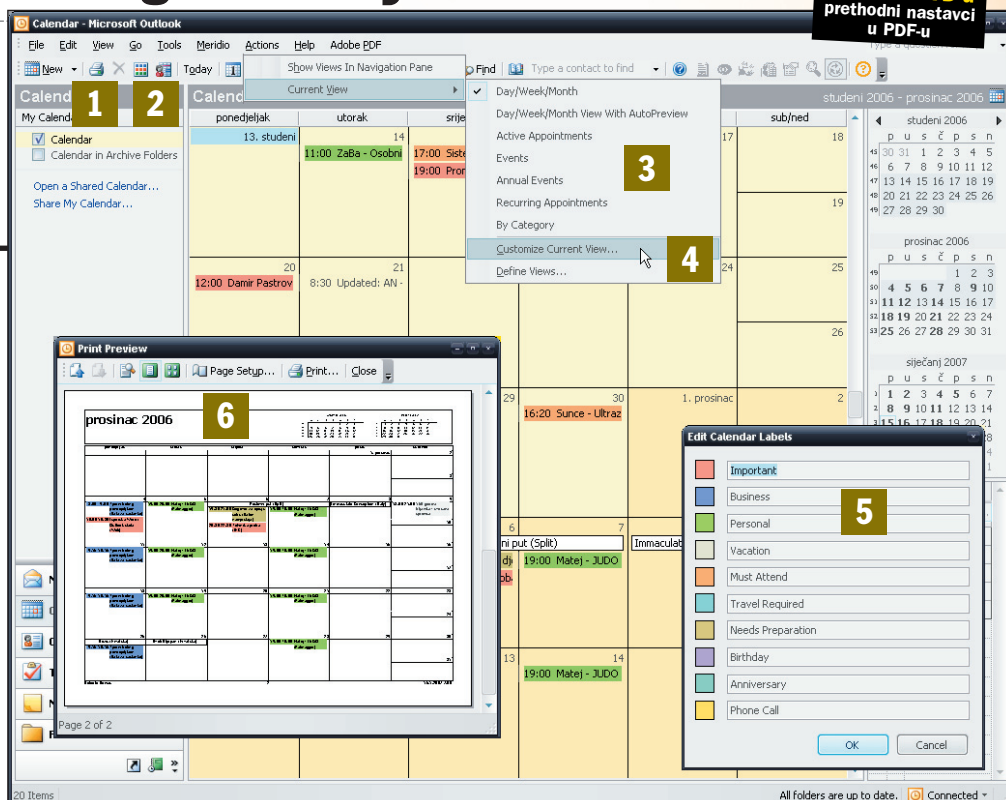 prethodni nastavci
u PDF-u
Calendar - Microsoft Outlook
File Edit View Go Tools Meridio Actions Help Adobe PDF
New Today Find Type a contact to find
Show Views In Navigation Pane
Current View
Day/Week/Month
Day/Week/Month View With AutoPreview
Active Appointments
Events
Annual Events
Recurring Appointments
By Category
Customize Current View...
Define Views...
1
2
3
4
5
6
My Calend
Calendar
Calendar in Archive Folders
Open a Shared Calendar...
Share My Calendar...
studeni 2006 - prosinac 2006
ponedjeljak utorak srije sub/ned
13. studeni 14 17 18
11:00 ZaBa - Osobni 17:00 Siste
19:00 Pror
19
20 21 24 25
12:00 Damir Pastrov 8:30 Updated: AN -
26
29 30 1. prosinac 2
16:20 Sunce - Ultraz
6 7
ni put (Split) Immaculat
19:00 Matej - JUDO
13 14
19:00 Matej - JUDO
studeni 2006
p u s č p s n
45 30 31 1 2 3 4 5
46 6 7 8 9 10 11 12
47 13 14 15 16 17 18 19
48 20 21 22 23 24 25 26
49 27 28 29 30
prosinac 2006
p u s č p s n
49 1 2 3
50 4 5 6 7 8 9 10
51 11 12 13 14 15 16 17
52 18 19 20 21 22 23 24
53 25 26 27 28 29 30 31
siječanj 2007
p u s č p s n
1 1 2 3 4 5 6 7
2 8 9 10 11 12 13 14
3 15 16 17 18 19 20 21
Print Preview
Page Setup... Print... Close
prosinac 2006
Page 2 of 2
Edit Calendar Labels
Important
Business
Personal
Vacation
Must Attend
Travel Required
Needs Preparation
Birthday
Anniversary
Phone Call
OK Cancel
20 Items All folders are up to date. Connected